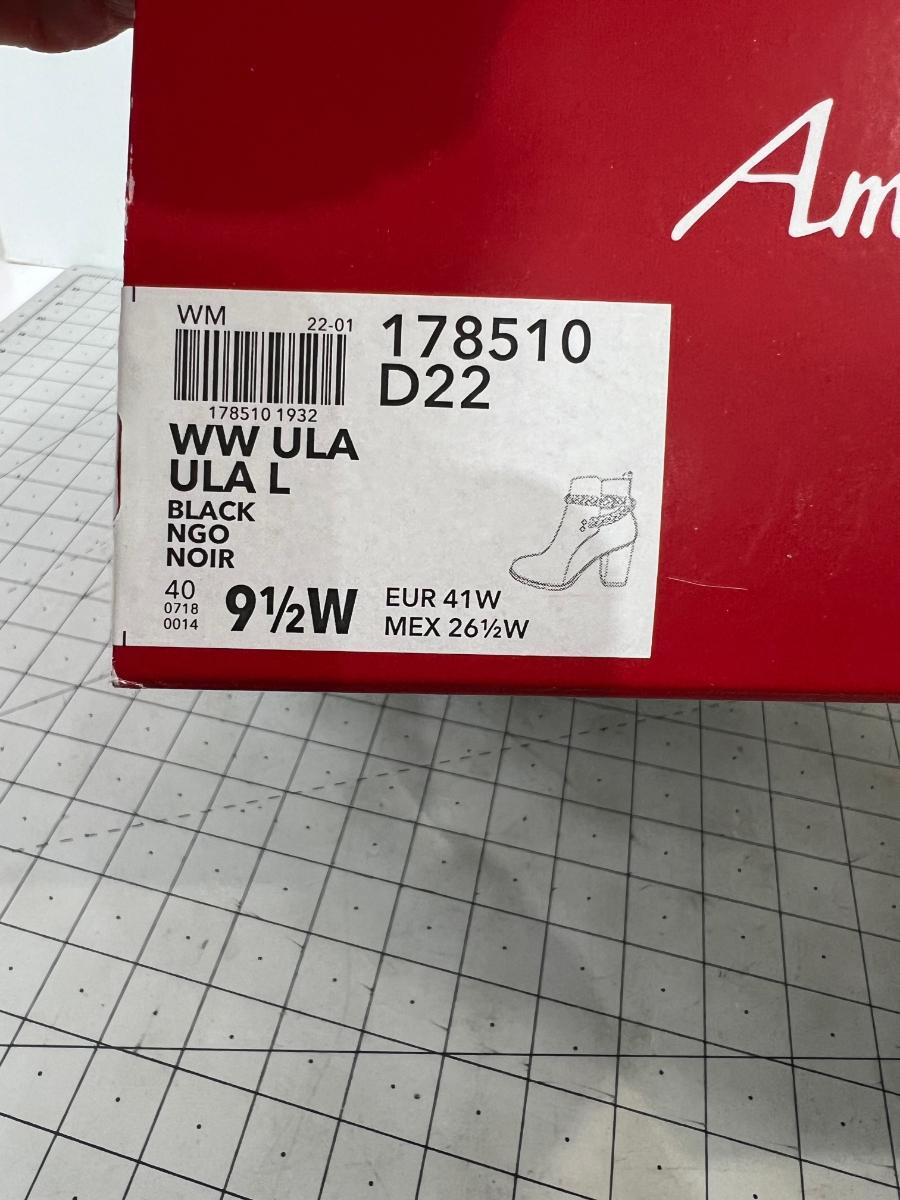 Am
WM 22-01
178510
D22
178510 1932
WW ULA
ULA L
BLACK
NGO
NOIR
40
0718
0014
9½W
EUR 41W
MEX 26½W